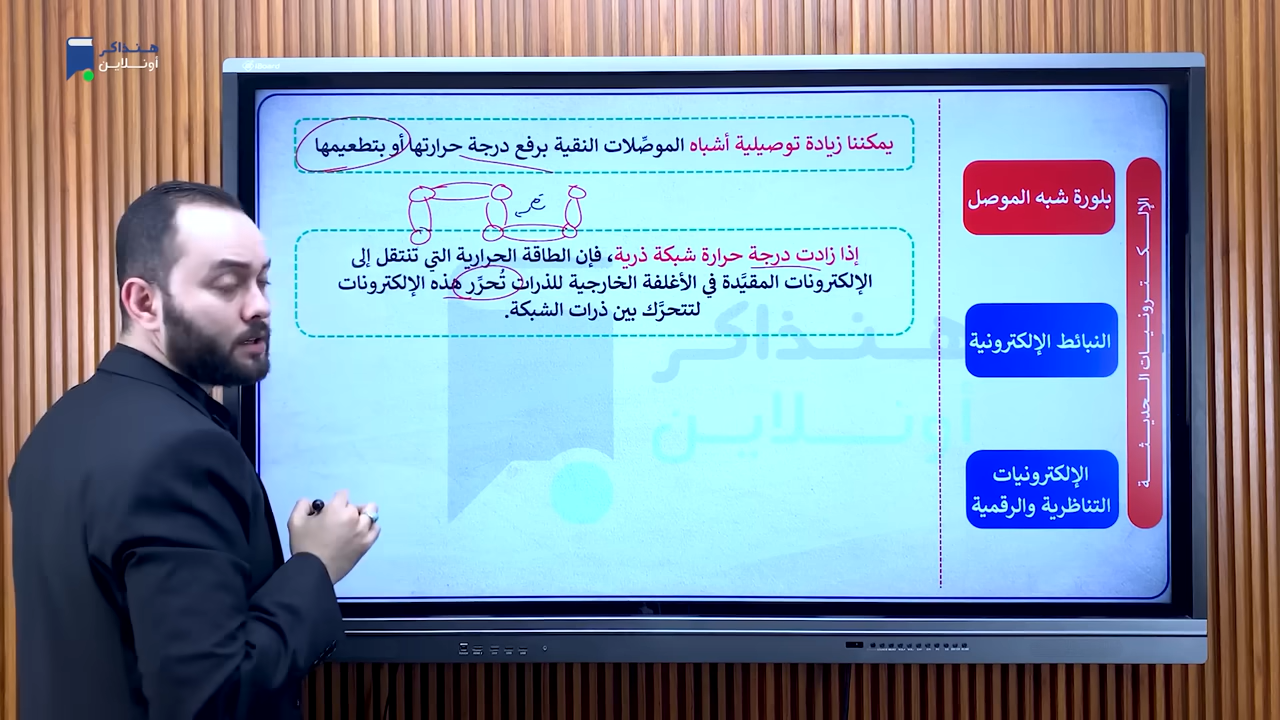 هنذاكر
أونلاين
iBoard
يمكننا زيادة توصيلية أشباه الموصِّلات النقية برفع درجة حرارتها أو بتطعيمها
إذا زادت درجة حرارة شبكة ذرية، فإن الطاقة الحرارية التي تنتقل إلى
الإلكترونات المقيَّدة في الأغلفة الخارجية للذرات تُحرَّر هذه الإلكترونات
لتتحرَّك بين ذرات الشبكة.
هنذاكر
أونلاين
بلورة شبه الموصل
النبائط الإلكترونية
الإلكترونيات
التناظرية والرقمية
الإلكترونيات الحديثة